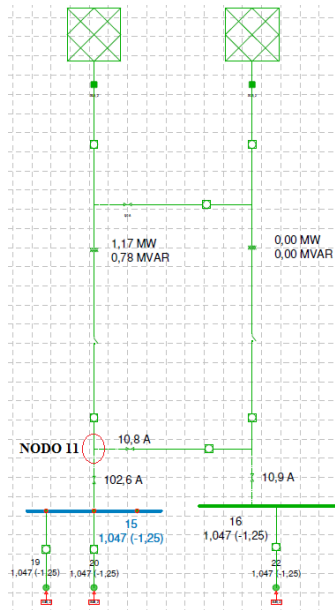 1,17 MW
0,78 MVAR
0,00 MW
0,00 MVAR
NODO 11
10,8 A
102,6 A
10,9 A
15
1,047 (-1,25)
16
1,047 (-1,25)
19
1,047 (-1,25)
20
1,047 (-1,25)
22
1,047 (-1,25)